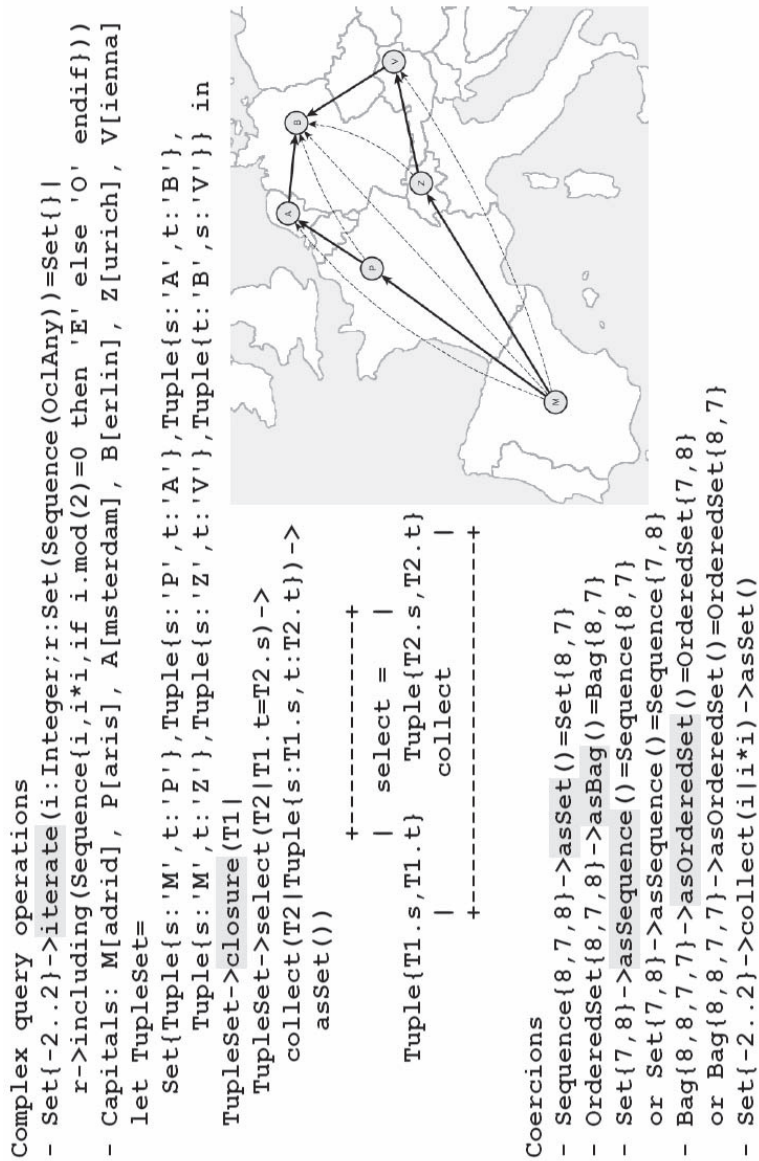 Complex query operations
- Set{-2..2}->iterate(i:Integer;r:Set(Sequence(OclAny))=Set{}|
r->including(Sequence{i,i*i,if i.mod(2)=0 then 'E' else 'O' endif}))
- Capitals: M[adrid], P[aris], A[msterdam], B[erlin], Z[urich], V[ienna]
let TupleSet=
Set{Tuple{s:'M',t:'P'},Tuple{s:'P',t:'A'},Tuple{s:'A',t:'B'},
Tuple{s:'M',t:'Z'},Tuple{s:'Z',t:'V'},Tuple{t:'B',s:'V'}} in
TupleSet->closure(T1|
TupleSet->select(T2|T1.t=T2.s)->
collect(T2|Tuple{s:T1.s,t:T2.t})->
asSet())
+--------------+
| select = |
Tuple{T1.s,T1.t} Tuple{T2.s,T2.t}
| collect |
+---------------------------+
A
B
P
Z
V
M
Coercions
- Sequence{8,7,8}->asSet()=Set{8,7}
- OrderedSet{8,7,8}->asBag()=Bag{8,7}
- Set{7,8}->asSequence()=Sequence{8,7}
or Set{7,8}->asSequence()=Sequence{7,8}
- Bag{8,8,7,7}->asOrderedSet()=OrderedSet{7,8}
or Bag{8,8,7,7}->asOrderedSet()=OrderedSet{8,7}
- Set{-2..2}->collect(i|i*i)->asSet()